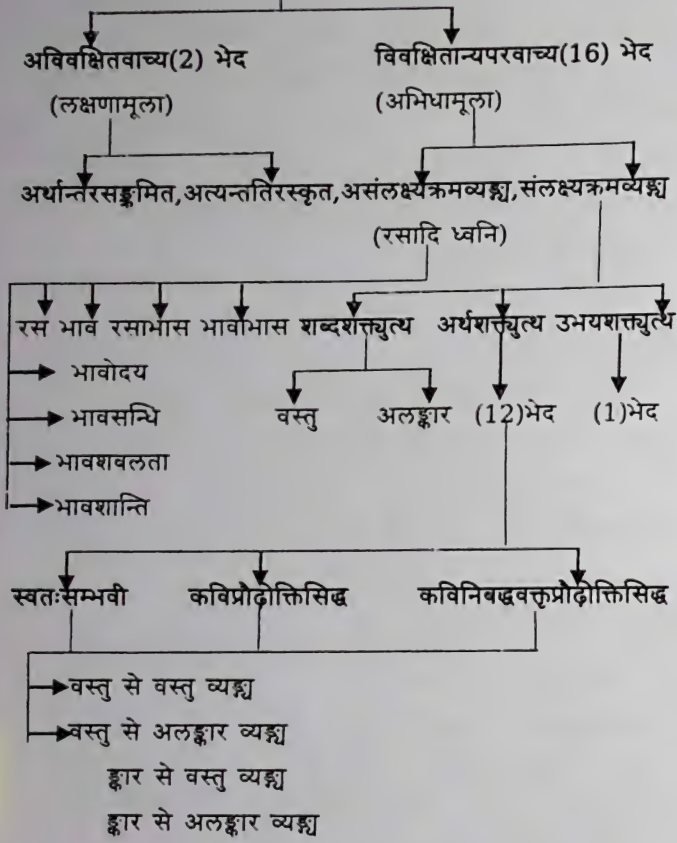 अविवक्षितवाच्य(2) भेद विवक्षितान्यपरवाच्य(16) भेद
(लक्षणामूला) (अभिधामूला)
अर्थान्तरसङ्क्रमित,अत्यन्ततिरस्कृत,असंलक्ष्यक्रमव्यङ्ग्य,संलक्ष्यक्रमव्यङ्ग्य
(रसादि ध्वनि)
रस भाव रसाभास भावाभास शब्दशक्त्युत्थ अर्थशक्त्युत्थ उभयशक्त्युत्थ
भावोदय
भावसन्धि वस्तु अलङ्कार (12)भेद (1)भेद
भावशवलता
भावशान्ति
स्वतःसम्भवी कविप्रौढोक्तिसिद्ध कविनिबद्धवक्तृप्रौढोक्तिसिद्ध
वस्तु से वस्तु व्यङ्ग्य
वस्तु से अलङ्कार व्यङ्ग्य
ङ्कार से वस्तु व्यङ्ग्य
ङ्कार से अलङ्कार व्यङ्ग्य